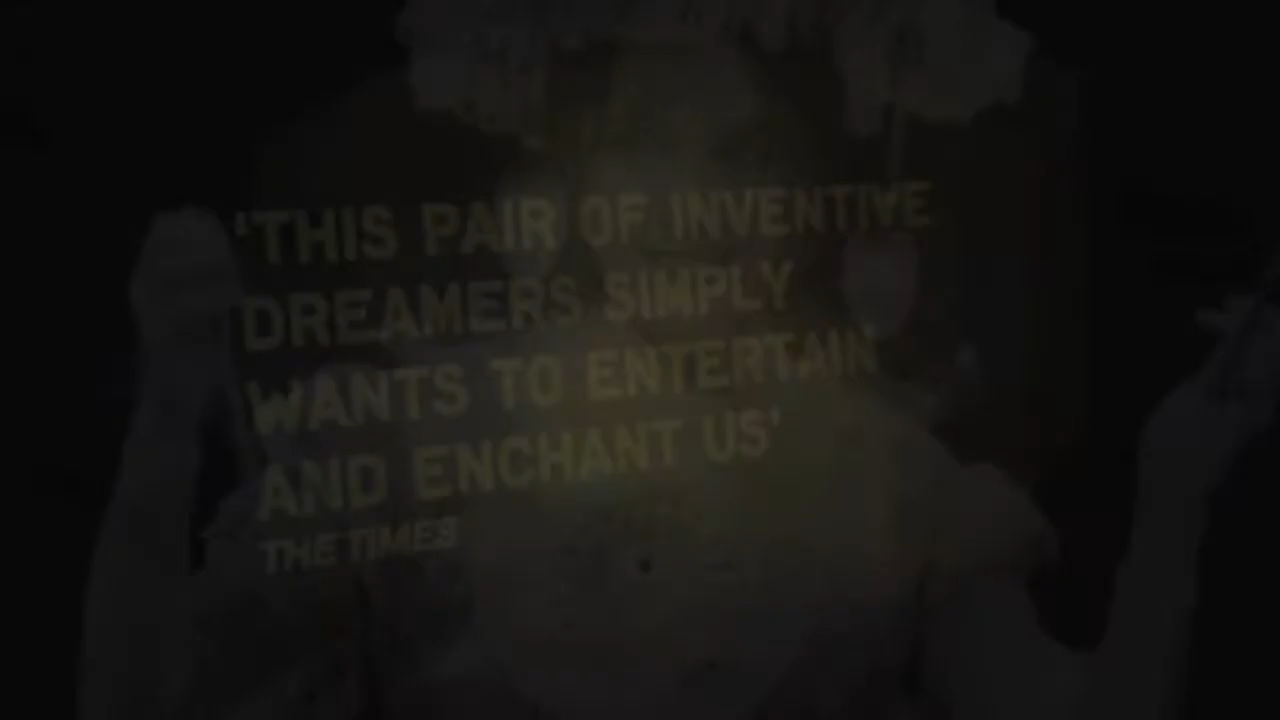 'THIS PAIR OF INVENTIVE
DREAMERS SIMPLY
WANTS TO ENTERTAIN
AND ENCHANT US'
THE TIMES